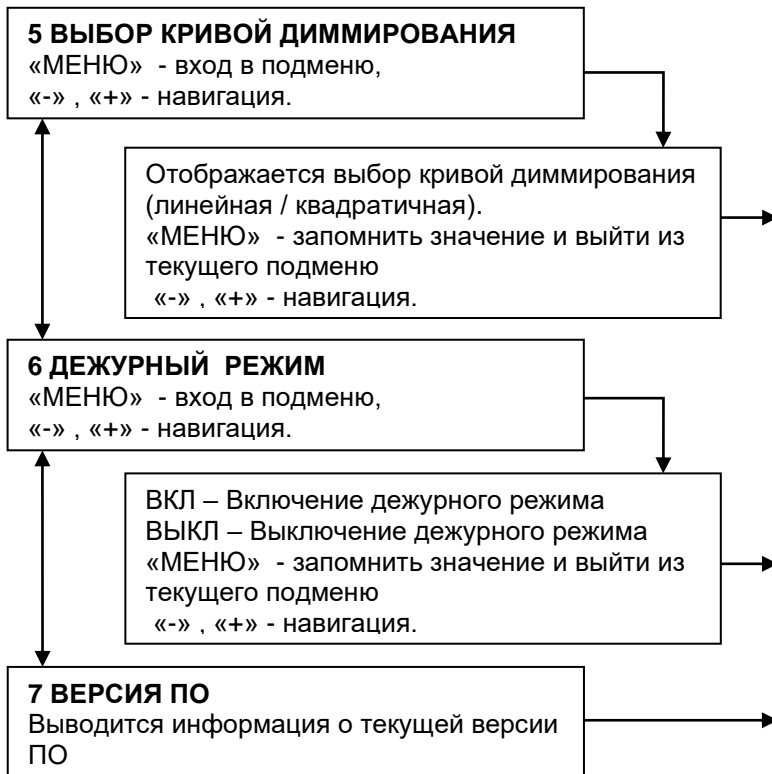 5 ВЫБОР КРИВОЙ ДИММИРОВАНИЯ
«МЕНЮ» - вход в подменю,
«-» , «+» - навигация.
Отображается выбор кривой диммирования
(линейная / квадратичная).
«МЕНЮ» - запомнить значение и выйти из
текущего подменю
«-» , «+» - навигация.
6 ДЕЖУРНЫЙ РЕЖИМ
«МЕНЮ» - вход в подменю,
«-» , «+» - навигация.
ВКЛ – Включение дежурного режима
ВЫКЛ – Выключение дежурного режима
«МЕНЮ» - запомнить значение и выйти из
текущего подменю
«-» , «+» - навигация.
7 ВЕРСИЯ ПО
Выводится информация о текущей версии
ПО